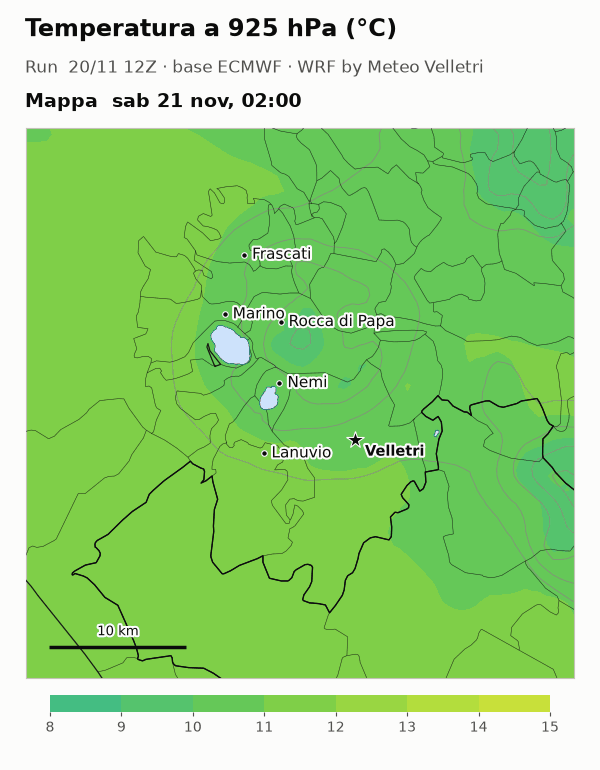 Temperatura a 925 hPa (°C)
Run  20/11 12Z · base ECMWF · WRF by Meteo Velletri
Mappa  sab 21 nov, 02:00
Frascati
Marino
Rocca di Papa
Nemi
Velletri
Lanuvio
10 km
8 9 10 11 12 13 14 15